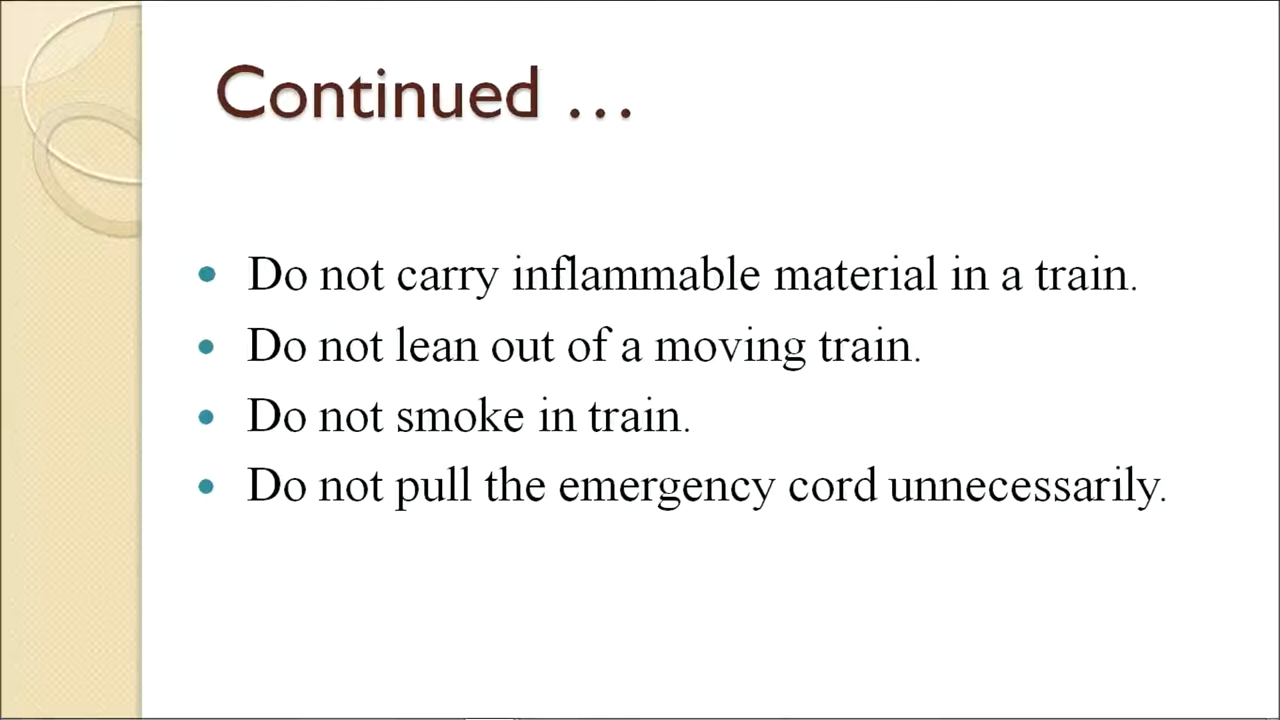 Continued ...
• Do not carry inflammable material in a train.
• Do not lean out of a moving train.
• Do not smoke in train.
• Do not pull the emergency cord unnecessarily.